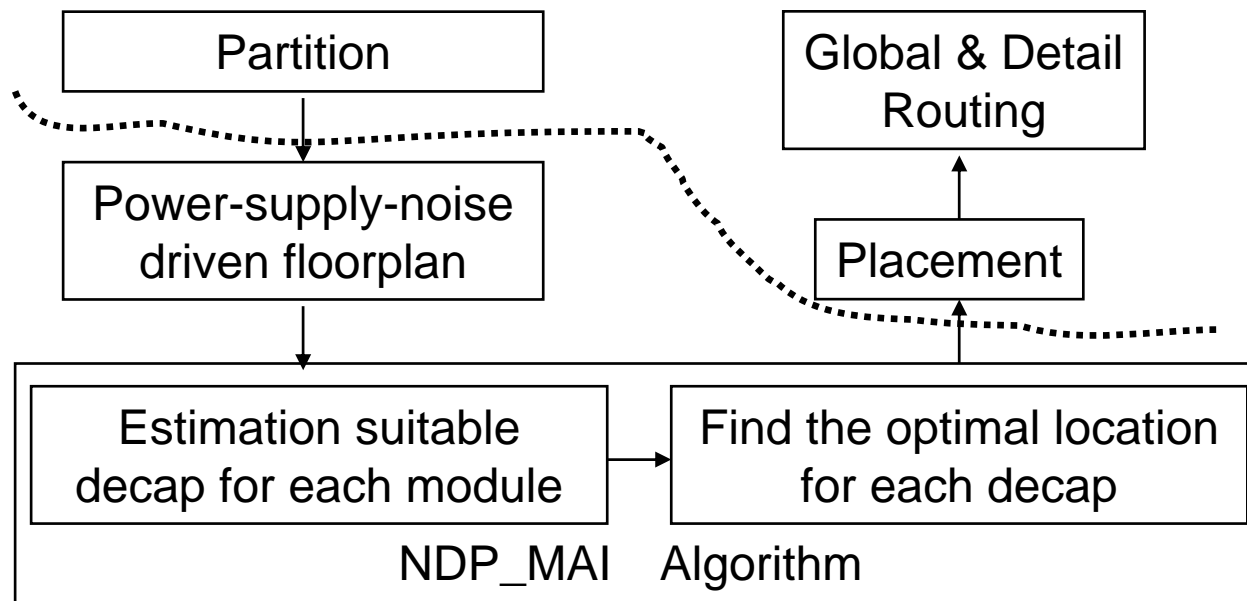 Partition
Global & Detail
Routing
Power-supply-noise
driven floorplan
Placement
Estimation suitable
decap for each module
Find the optimal location
for each decap
NDP_MAI Algorithm